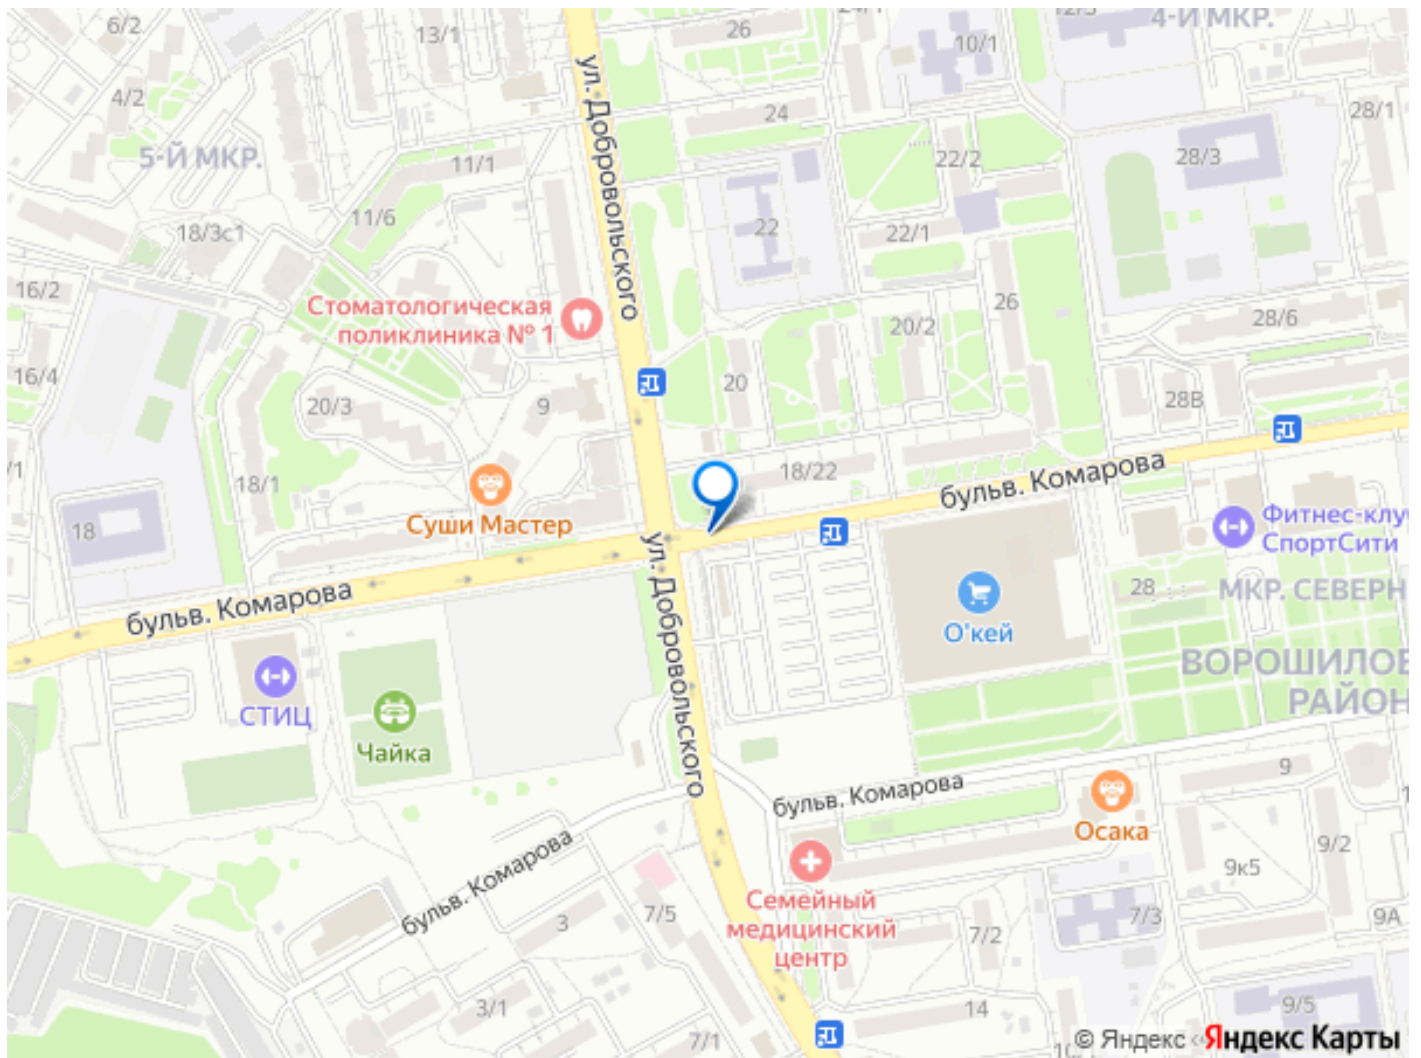 6/2
26
4-Й МКР.
13/1
10/1
ул. Добровольского
4/2
24
28/1
5-Й МКР.
11/1
22/2
28/3
11/6
22
22/1
18/3с1
16/2
26
Стоматологическая
поликлиника № 1
20/2
28/6
16/4
20
20/3
9
28В
18/1
18/22
бульв. Комарова
18
Суши Мастер
Фитнес-клу
СпортСити
ул. Добровольского
бульв. Комарова
28
МКР. СЕВЕРН
О'кей
ВОРОШИЛОВ
РАЙОН
СТИЦ
Чайка
9
бульв. Комарова
Осака
9/2
бульв. Комарова
9к5
Семейный
медицинский
центр
3
7/5
7/2
7/3
9А
3/1
14
9/5
7/1
© Яндекс Яндекс Карты